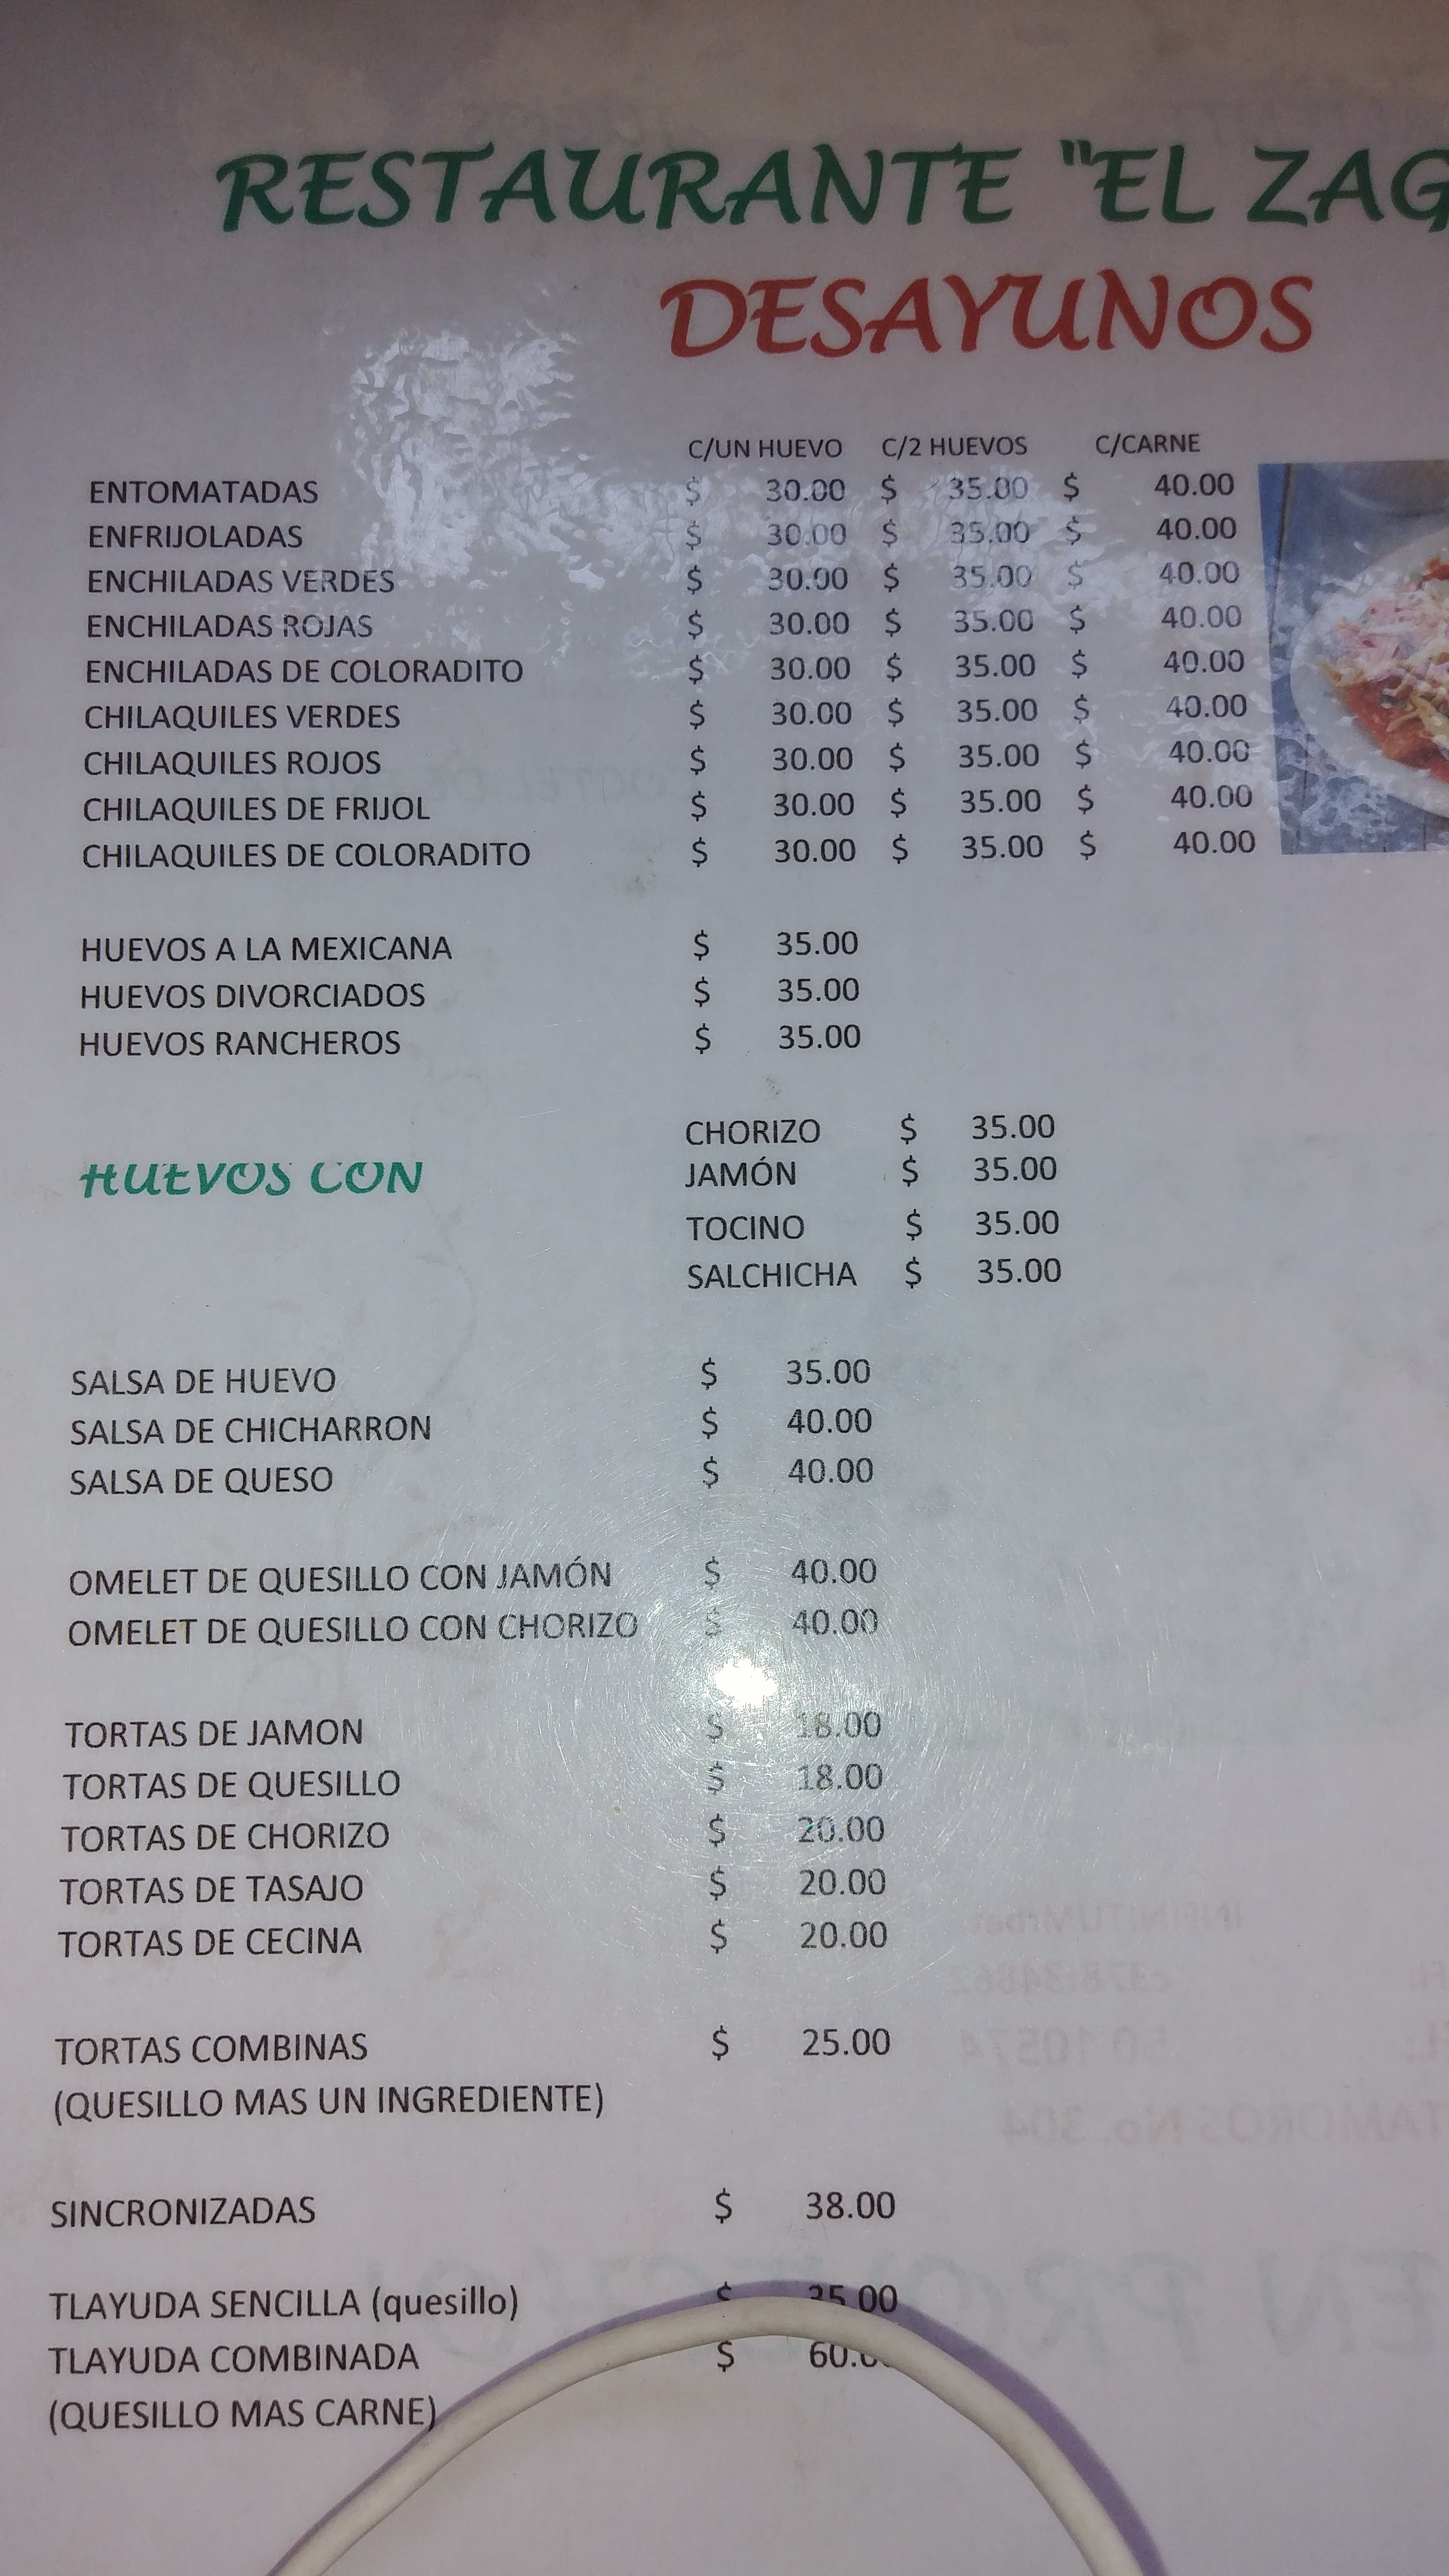 RESTAURANTE "EL ZAG
DESAYUNOS
C/UN HUEVO C/2 HUEVOS C/CARNE
ENTOMATADAS $ 30.00 $ 35.00 $ 40.00
ENFRIJOLADAS $ 30.00 $ 35.00 $ 40.00
ENCHILADAS VERDES $ 30.00 $ 35.00 $ 40.00
ENCHILADAS ROJAS $ 30.00 $ 35.00 $ 40.00
ENCHILADAS DE COLORADITO $ 30.00 $ 35.00 $ 40.00
CHILAQUILES VERDES $ 30.00 $ 35.00 $ 40.00
CHILAQUILES ROJOS $ 30.00 $ 35.00 $ 40.00
CHILAQUILES DE FRIJOL $ 30.00 $ 35.00 $ 40.00
CHILAQUILES DE COLORADITO $ 30.00 $ 35.00 $ 40.00
HUEVOS A LA MEXICANA $ 35.00
HUEVOS DIVORCIADOS $ 35.00
HUEVOS RANCHEROS $ 35.00
HUEVOS CON
CHORIZO $ 35.00
JAMÓN $ 35.00
TOCINO $ 35.00
SALCHICHA $ 35.00
SALSA DE HUEVO $ 35.00
SALSA DE CHICHARRON $ 40.00
SALSA DE QUESO $ 40.00
OMELET DE QUESILLO CON JAMÓN $ 40.00
OMELET DE QUESILLO CON CHORIZO $ 40.00
TORTAS DE JAMON $ 18.00
TORTAS DE QUESILLO $ 18.00
TORTAS DE CHORIZO $ 20.00
TORTAS DE TASAJO $ 20.00
TORTAS DE CECINA $ 20.00
TORTAS COMBINAS $ 25.00
(QUESILLO MAS UN INGREDIENTE)
SINCRONIZADAS $ 38.00
TLAYUDA SENCILLA (quesillo) $ 35.00
TLAYUDA COMBINADA $ 60.0
(QUESILLO MAS CARNE)